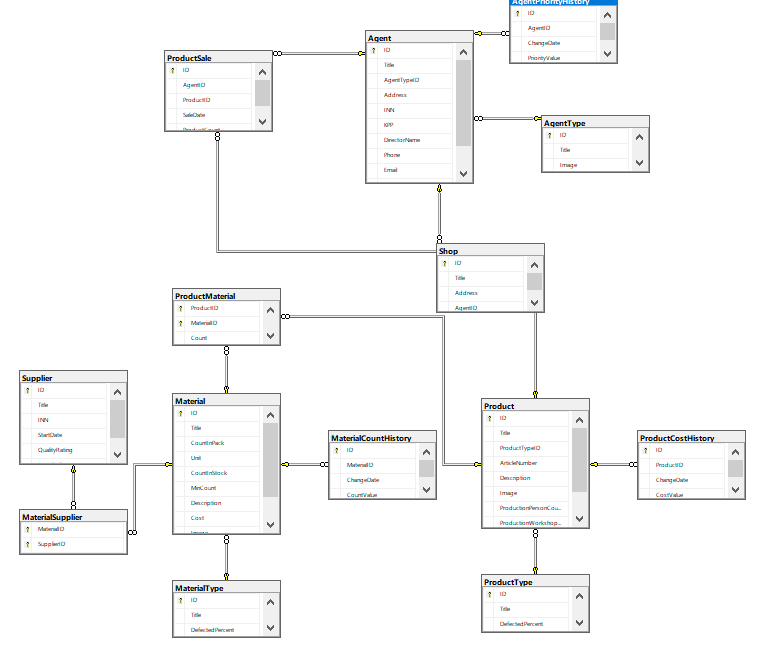 AgentPriorityHistory
ID
AgentID
ChangeDate
PriorityValue
Agent
ID
Title
AgentTypeID
Address
INN
KPP
DirectorName
Phone
Email
ProductSale
ID
AgentID
ProductID
SaleDate
ProductCount
AgentType
ID
Title
Image
Shop
ID
Title
Address
AgentID
ProductMaterial
ProductID
MaterialID
Count
Supplier
ID
Title
INN
StartDate
QualityRating
Material
ID
Title
CountInPack
Unit
CountInStock
MinCount
Description
Cost
Image
MaterialCountHistory
ID
MaterialID
ChangeDate
CountValue
Product
ID
Title
ProductTypeID
ArticleNumber
Description
Image
ProductionPersonCou...
ProductionWorkshop...
ProductCostHistory
ID
ProductID
ChangeDate
CostValue
MaterialSupplier
MaterialID
SupplierID
MaterialType
ID
Title
DefectedPercent
ProductType
ID
Title
DefectedPercent